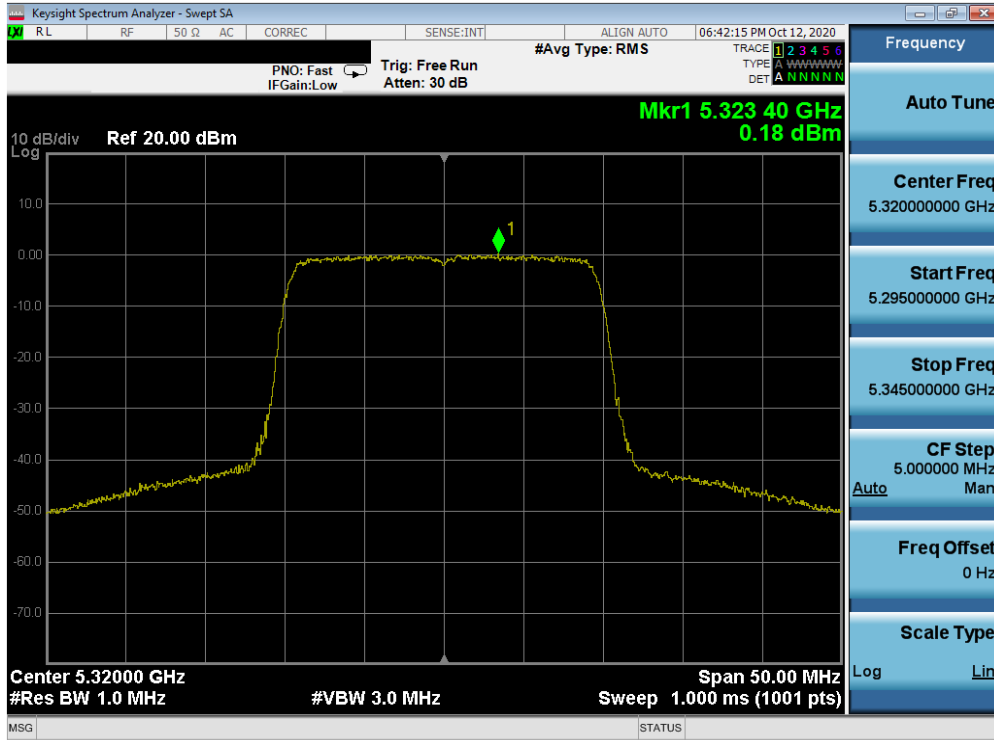 Keysight Spectrum Analyzer - Swept SA
LXI RL RF 50 Ω AC CORREC SENSE:INT ALIGN AUTO 06:42:15 PM Oct 12, 2020
#Avg Type: RMS
TRACE 1 2 3 4 5 6
TYPE A WWWWW
DET A N N N N N
PNO: Fast
IFGain:Low
Trig: Free Run
Atten: 30 dB
Mkr1 5.323 40 GHz
0.18 dBm
10 dB/div
Log
Ref 20.00 dBm
1
10.0
0.00
-10.0
-20.0
-30.0
-40.0
-50.0
-60.0
-70.0
Center 5.32000 GHz
Span 50.00 MHz
#Res BW 1.0 MHz
#VBW 3.0 MHz
Sweep 1.000 ms (1001 pts)
MSG
STATUS
Frequency
Auto Tune
Center Freq
5.320000000 GHz
Start Freq
5.295000000 GHz
Stop Freq
5.345000000 GHz
CF Step
5.000000 MHz
Auto Man
Freq Offset
0 Hz
Scale Type
Log Lin